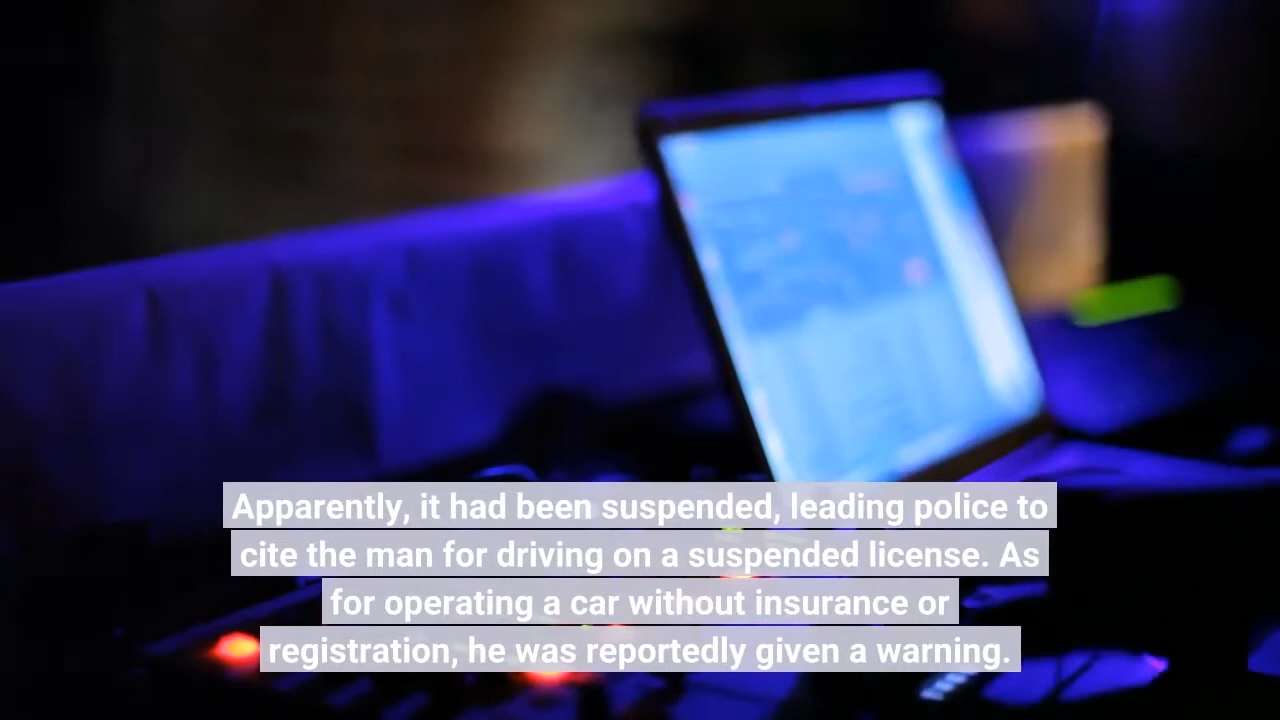 Apparently, it had been suspended, leading police to
cite the man for driving on a suspended license. As
for operating a car without insurance or
registration, he was reportedly given a warning.